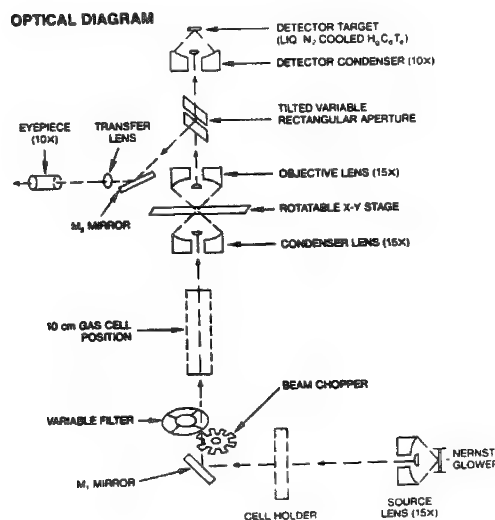 OPTICAL DIAGRAM
DETECTOR TARGET
(LIQ N₂ COOLED HgCdTe)
DETECTOR CONDENSER (10X)
TILTED VARIABLE
RECTANGULAR APERTURE
EYEPIECE
(10X)
TRANSFER
LENS
OBJECTIVE LENS (15X)
ROTATABLE X-Y STAGE
MIRROR
CONDENSER LENS (15X)
10 cm GAS CELL
POSITION
BEAM CHOPPER
VARIABLE FILTER
NERNST
GLOWER
M₁ MIRROR
CELL HOLDER
SOURCE
LENS (15X)